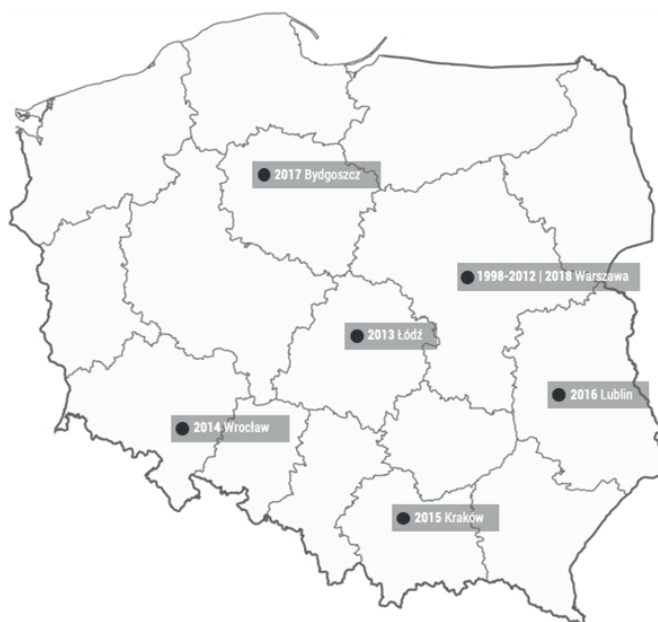 2017 Bydgoszcz
1998-2012 | 2018 Warszawa
2013 Łódź
2016 Lublin
2014 Wrocław
2015 Kraków